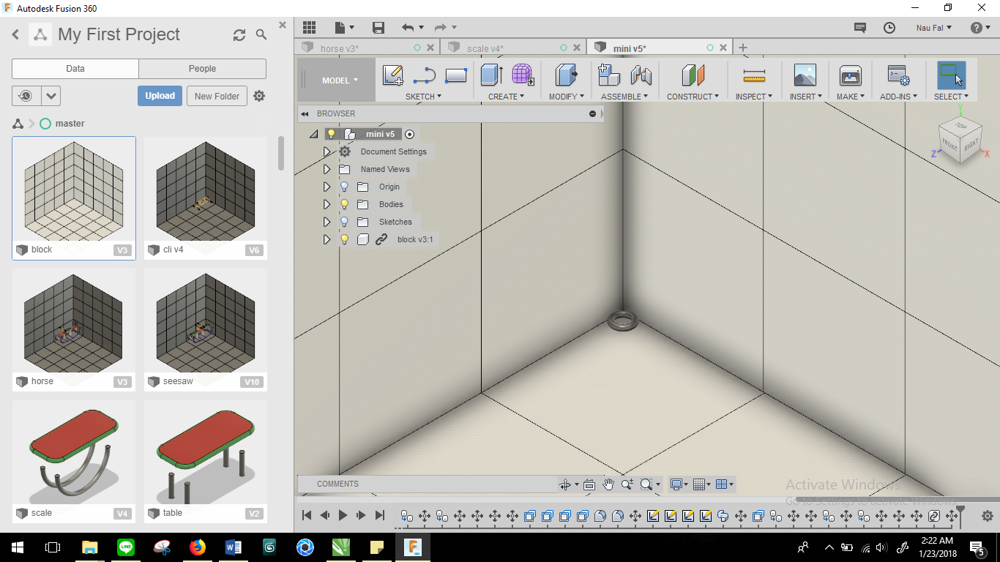 Autodesk Fusion 360
My First Project
Data People
Upload New Folder
master
block V3
cli v4 V6
horse V3
seesaw V10
scale V4
table V2
Nau Fal
horse v3*
scale v4*
mini v5*
MODEL
SKETCH
CREATE
MODIFY
ASSEMBLE
CONSTRUCT
INSPECT
INSERT
MAKE
ADD-INS
SELECT
BROWSER
mini v5
Document Settings
Named Views
Origin
Bodies
Sketches
block v3:1
Y
TOP
FRONT
RIGHT
Z
X
COMMENTS
Activate Windows
Go to Settings to activate Windows.
2:22 AM
1/23/2018
5